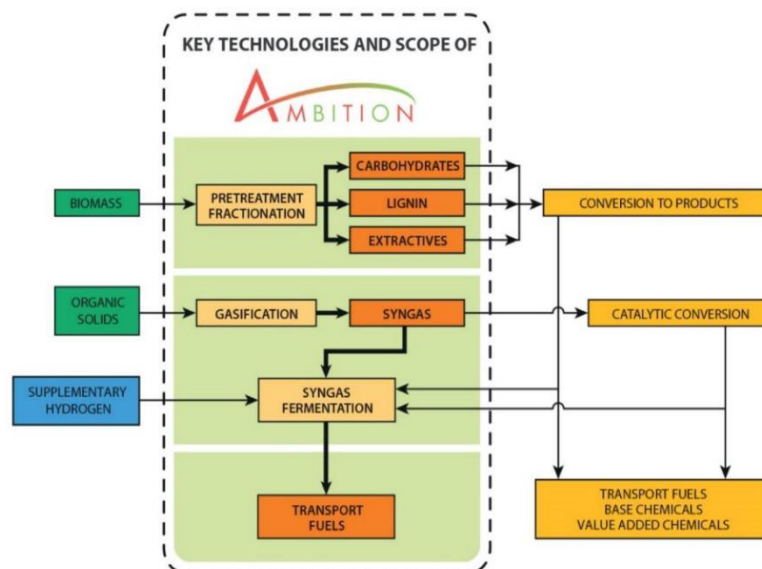 KEY TECHNOLOGIES AND SCOPE OF
AMBITION
BIOMASS
PRETREATMENT
FRACTIONATION
CARBOHYDRATES
LIGNIN
EXTRACTIVES
CONVERSION TO PRODUCTS
ORGANIC
SOLIDS
GASIFICATION
SYNGAS
CATALYTIC CONVERSION
SUPPLEMENTARY
HYDROGEN
SYNGAS
FERMENTATION
TRANSPORT
FUELS
TRANSPORT FUELS
BASE CHEMICALS
VALUE ADDED CHEMICALS